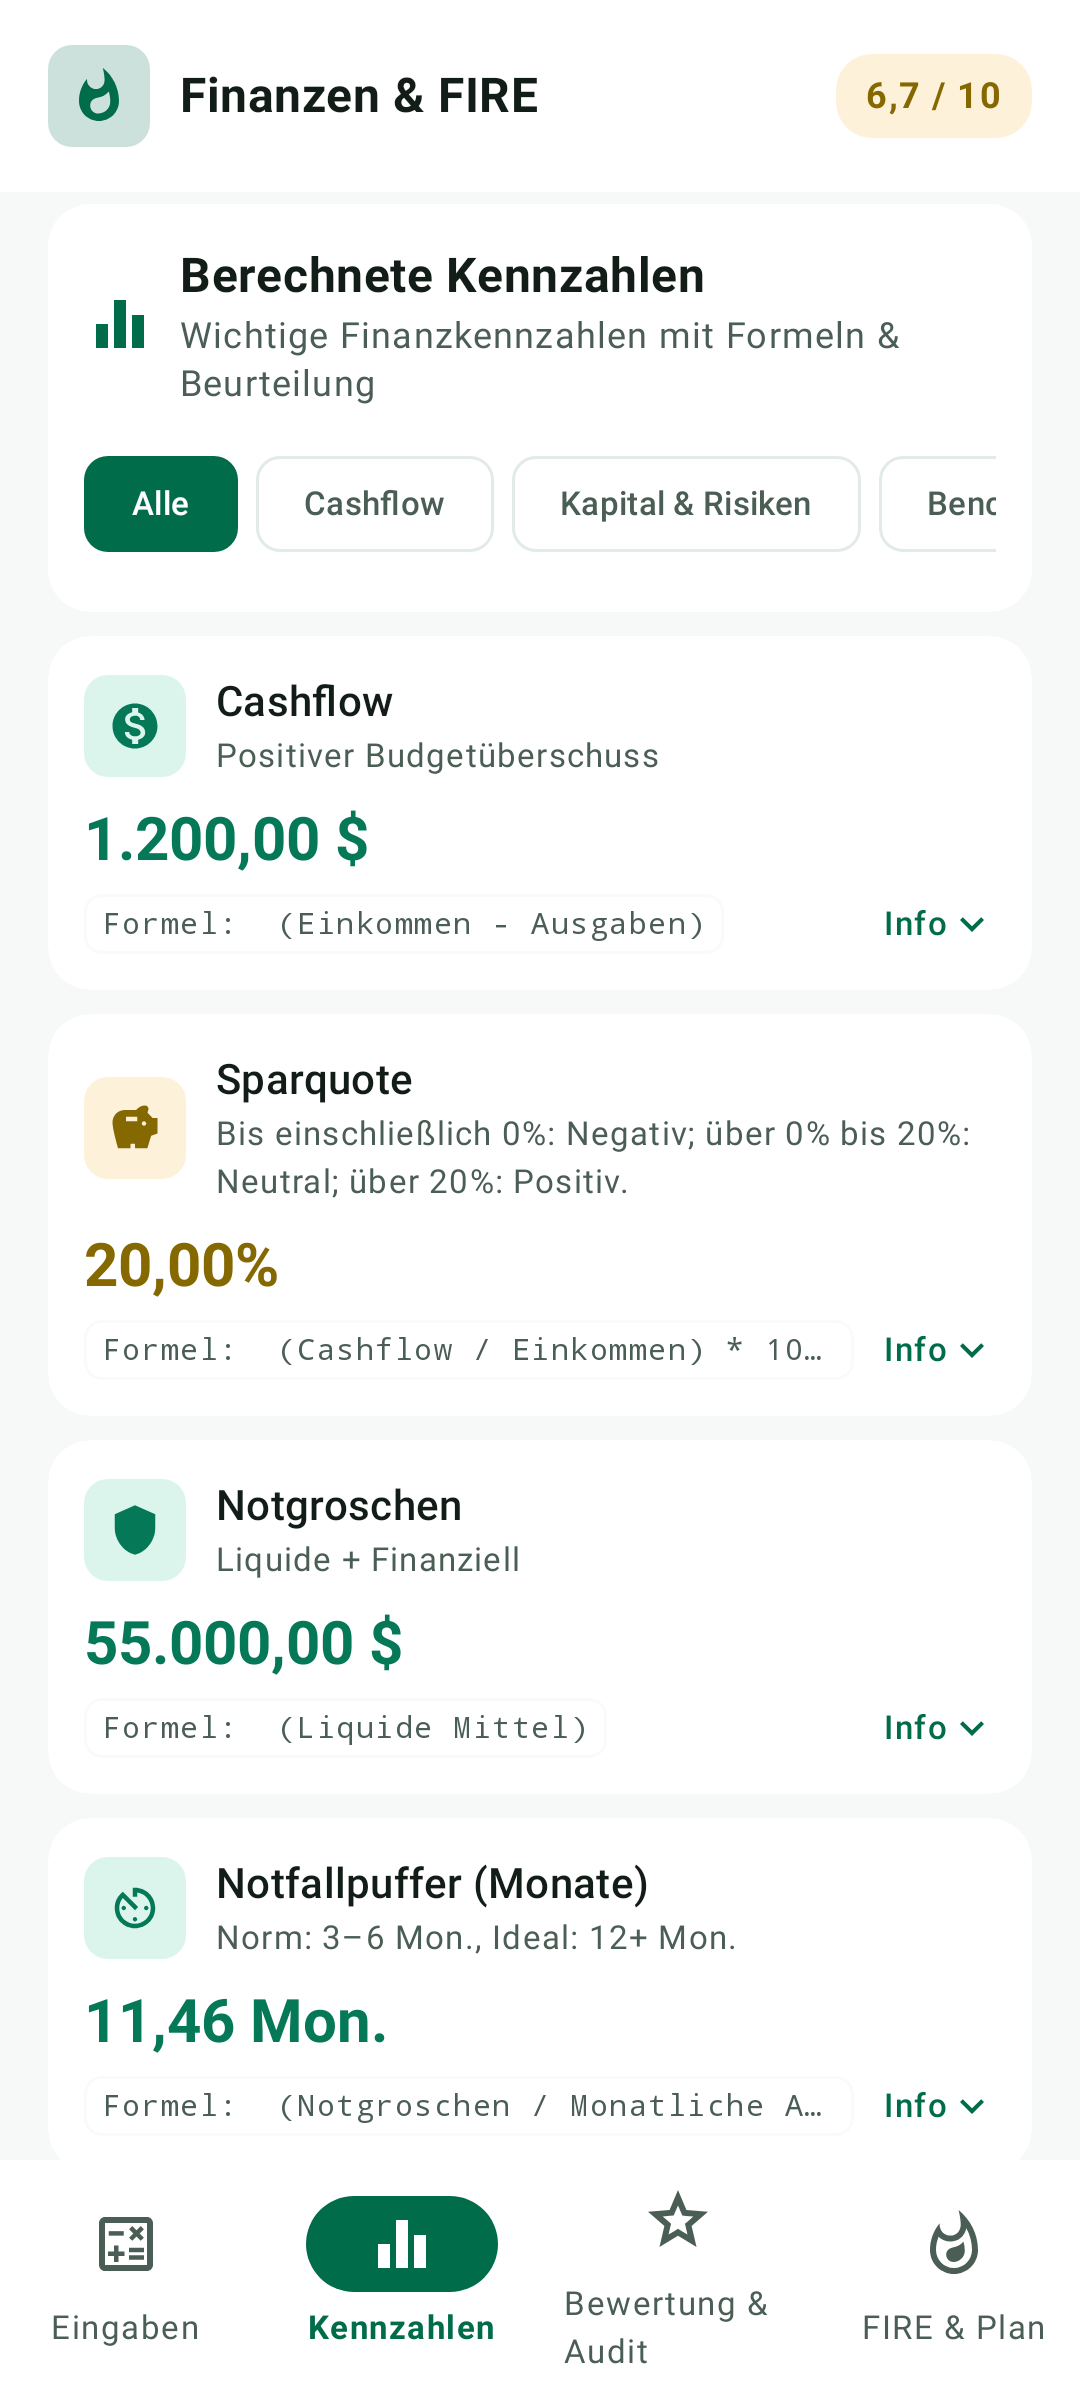 Finanzen & FIRE
6,7 / 10
Berechnete Kennzahlen
Wichtige Finanzkennzahlen mit Formeln &
Beurteilung
Alle
Cashflow
Kapital & Risiken
Cashflow
Positiver Budgetüberschuss
1.200,00 $
Formel:  (Einkommen - Ausgaben)
Info
Sparquote
Bis einschließlich 0%: Negativ; über 0% bis 20%:
Neutral; über 20%: Positiv.
20,00%
Formel:  (Cashflow / Einkommen) * 10…
Info
Notgroschen
Liquide + Finanziell
55.000,00 $
Formel:  (Liquide Mittel)
Info
Notfallpuffer (Monate)
Norm: 3–6 Mon., Ideal: 12+ Mon.
11,46 Mon.
Formel:  (Notgroschen / Monatliche A…
Info
Eingaben
Kennzahlen
Bewertung &
Audit
FIRE & Plan